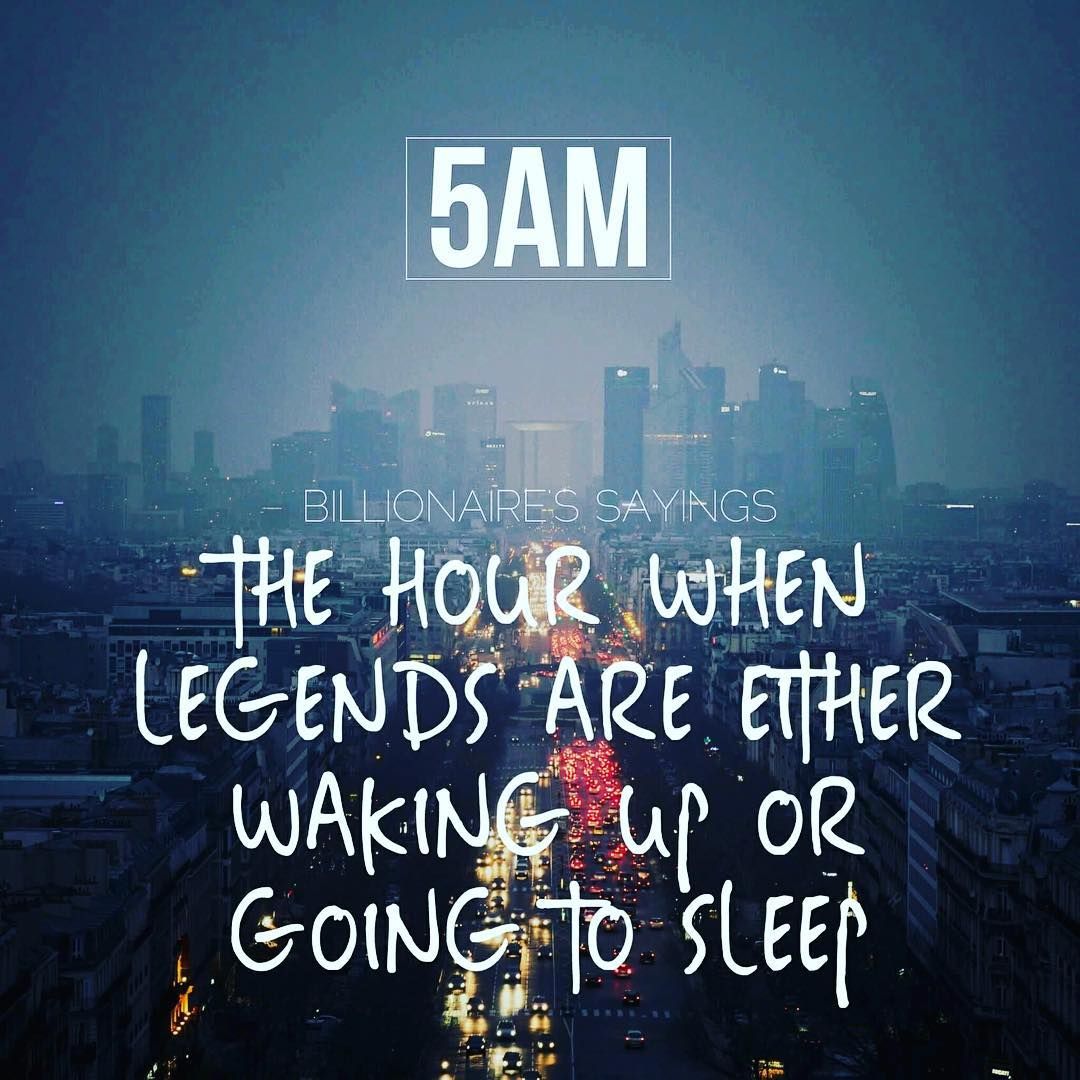 5AM
BILLIONAIRE'S SAYINGS
THE HOUR WHEN
LEGENDS ARE EITHER
WAKING UP OR
GOING TO SLEEP